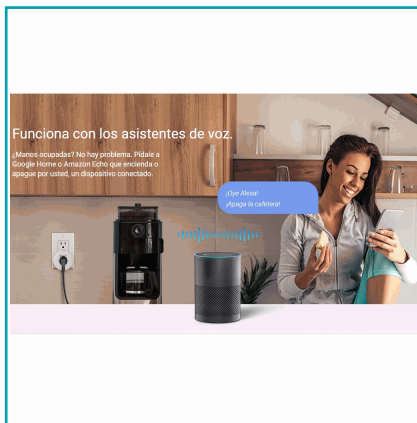 Funciona con los asistentes de voz.
¿Manos ocupadas? No hay problema. Pídale a
Google Home o Amazon Echo que encienda o
apague por usted, un dispositivo conectado.
¡Oye Alexa!
¡Apaga la cafetera!